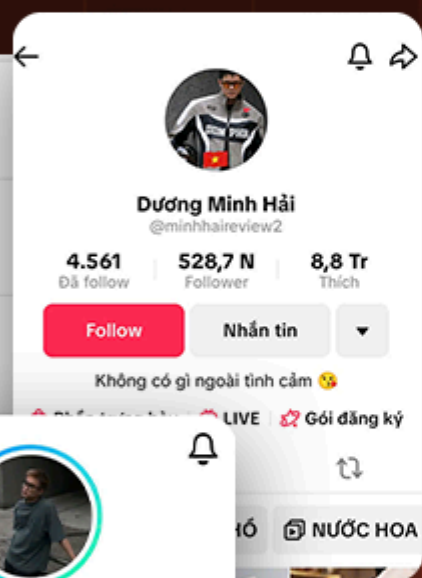 Dương Minh Hải
@minhhaireview2
4.561 528,7 N 8,8 Tr
Đã follow Follower Thích
Follow Nhắn tin
Không có gì ngoài tình cảm 😘
LIVE Gói đăng ký
NƯỚC HOA